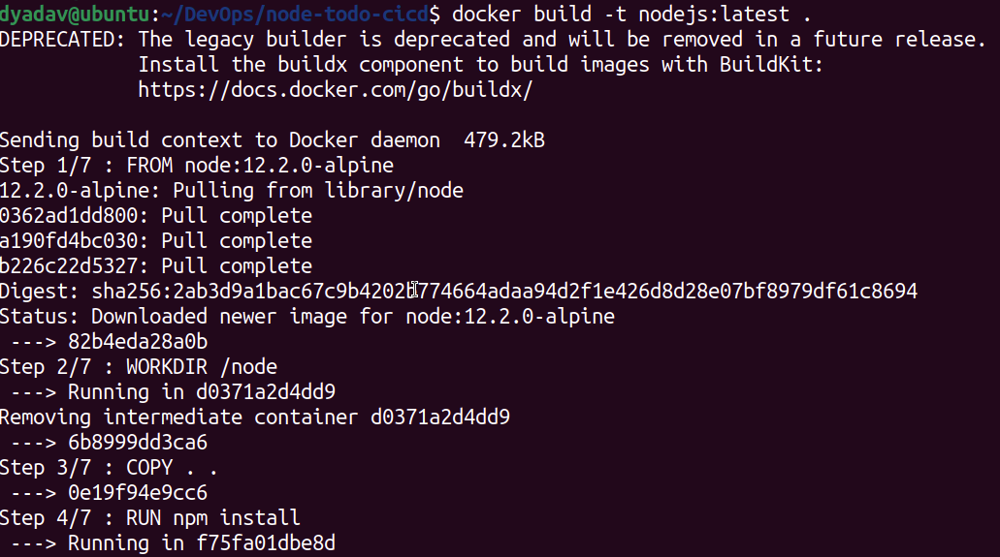 dyadav@ubuntu:~/DevOps/node-todo-cicd$ docker build -t nodejs:latest .
DEPRECATED: The legacy builder is deprecated and will be removed in a future release.
            Install the buildx component to build images with BuildKit:
            https://docs.docker.com/go/buildx/

Sending build context to Docker daemon  479.2kB
Step 1/7 : FROM node:12.2.0-alpine
12.2.0-alpine: Pulling from library/node
0362ad1dd800: Pull complete
a190fd4bc030: Pull complete
b226c22d5327: Pull complete
Digest: sha256:2ab3d9a1bac67c9b4202b774664adaa94d2f1e426d8d28e07bf8979df61c8694
Status: Downloaded newer image for node:12.2.0-alpine
 ---> 82b4eda28a0b
Step 2/7 : WORKDIR /node
 ---> Running in d0371a2d4dd9
Removing intermediate container d0371a2d4dd9
 ---> 6b8999dd3ca6
Step 3/7 : COPY . .
 ---> 0e19f94e9cc6
Step 4/7 : RUN npm install
 ---> Running in f75fa01dbe8d